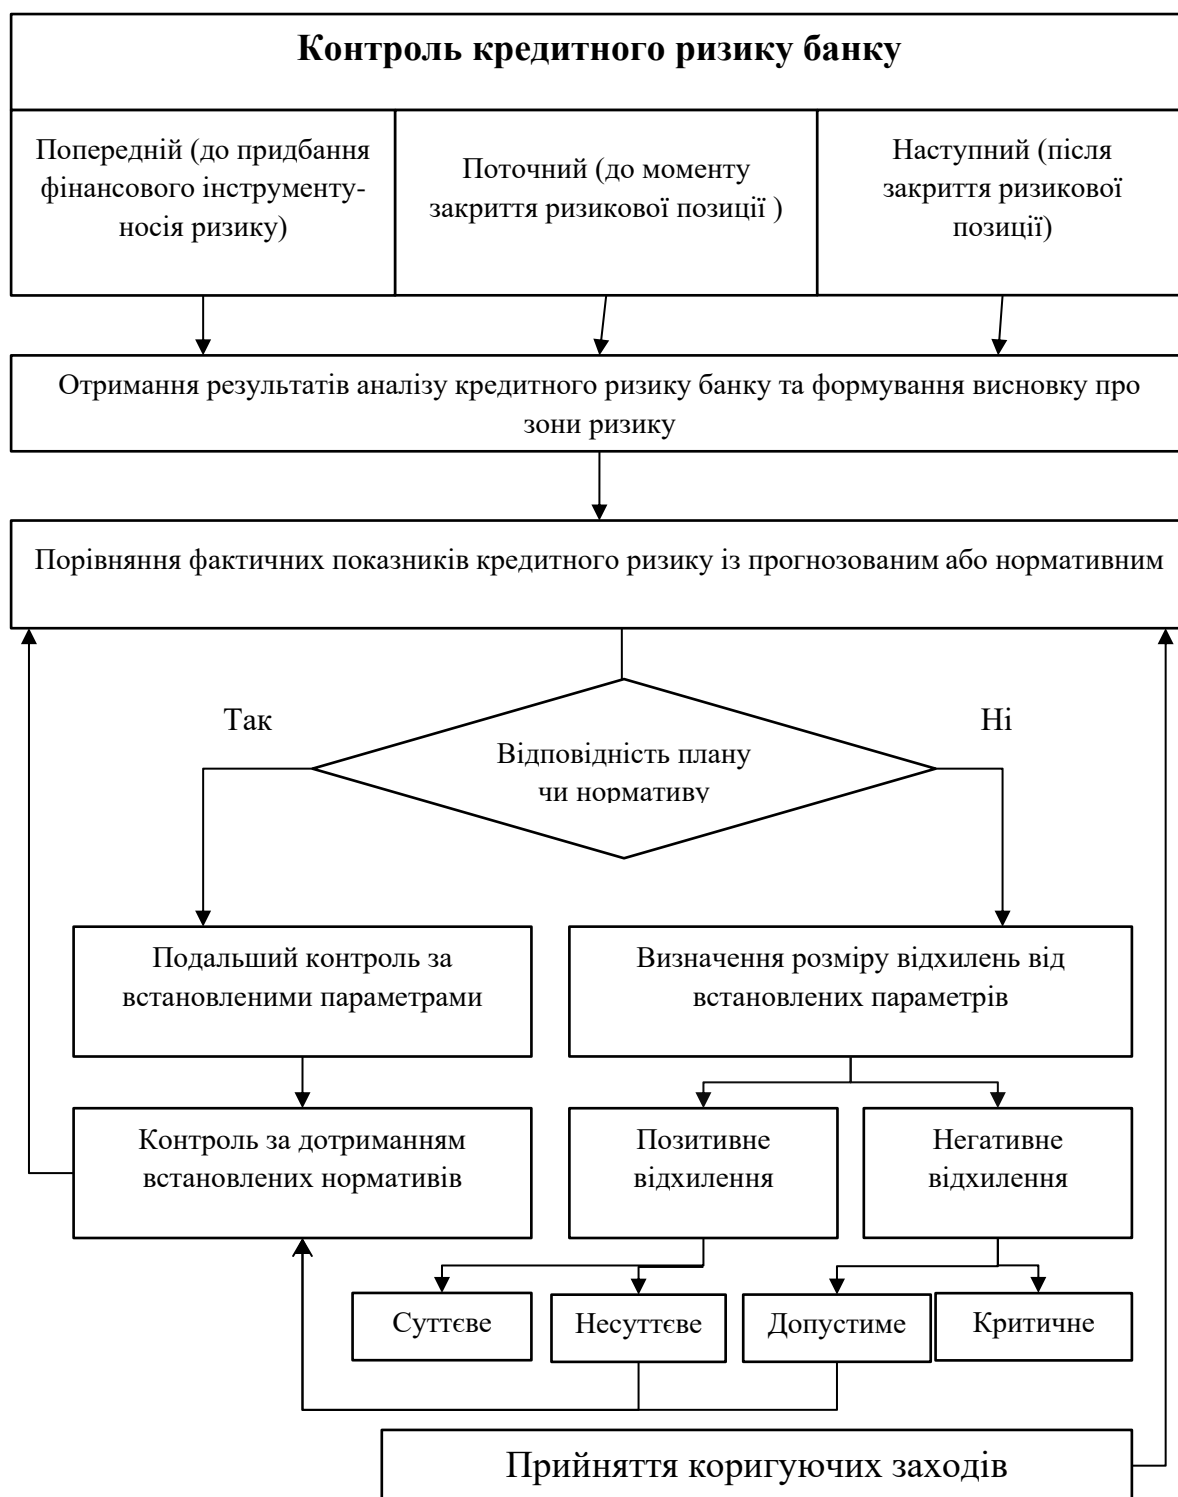 Контроль кредитного ризику банку
Попередній (до придбання
фінансового інструменту-
носія ризику)
Поточний (до моменту
закриття ризикової позиції )
Наступний (після
закриття ризикової
позиції)
Отримання результатів аналізу кредитного ризику банку та формування висновку про
зони ризику
Порівняння фактичних показників кредитного ризику із прогнозованим або нормативним
Так
Ні
Відповідність плану
чи нормативу
Подальший контроль за
встановленими параметрами
Визначення розміру відхилень від
встановлених параметрів
Контроль за дотриманням
встановлених нормативів
Позитивне
відхилення
Негативне
відхилення
Суттєве
Несуттєве
Допустиме
Критичне
Прийняття коригуючих заходів